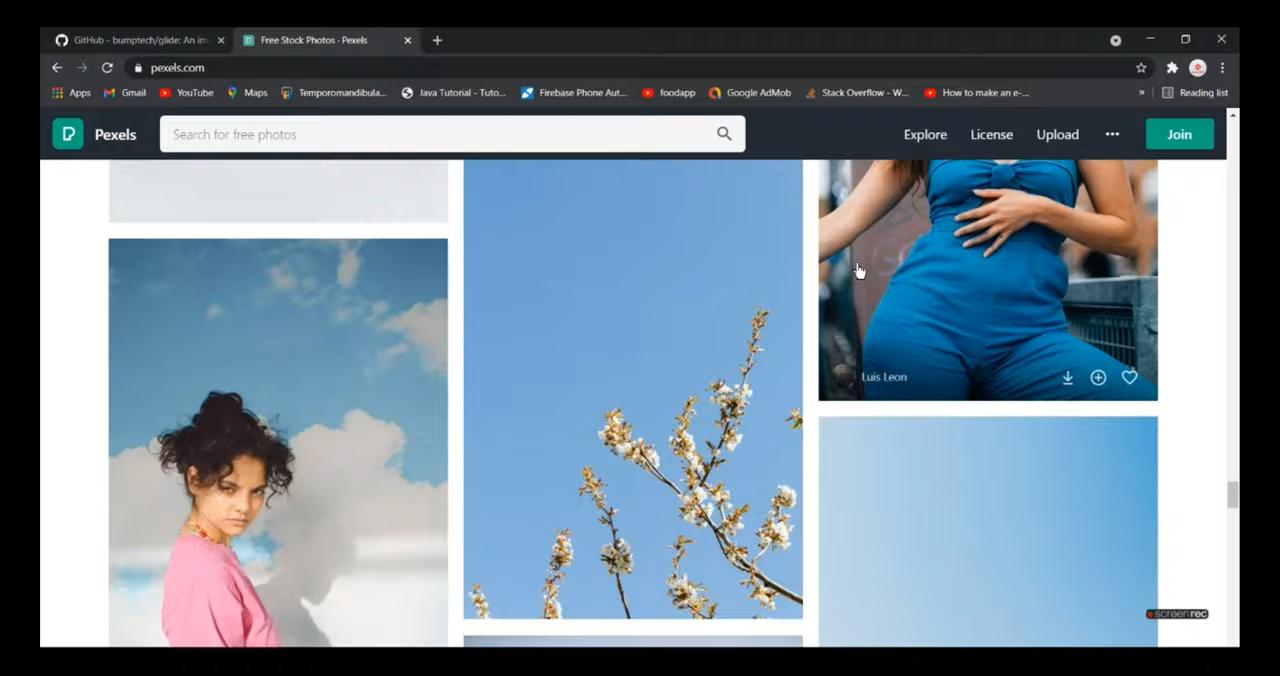 GitHub - bumptech/glide: An im
Free Stock Photos - Pexels
pexels.com
Apps Gmail YouTube Maps Temporomandibula... Java Tutorial - Tuto... Firebase Phone Aut... foodapp Google AdMob Stack Overflow - W... How to make an e-... » Reading list
Pexels Search for free photos Explore License Upload ••• Join
Luis Leon
screenrec